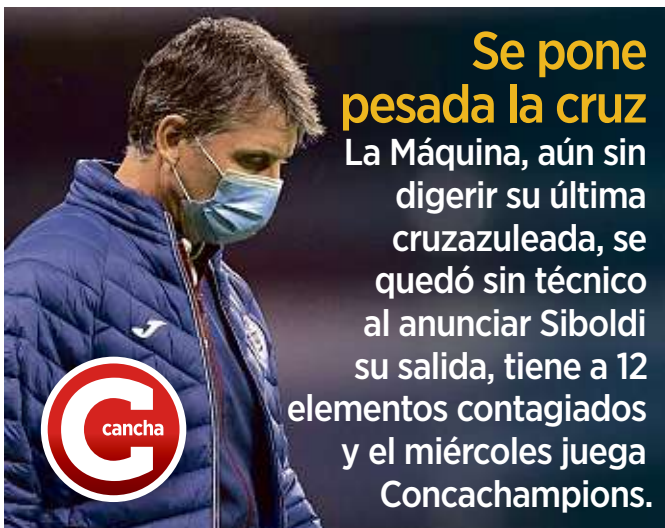 Se pone
pesada la cruz
La Máquina, aún sin
digerir su última
cruzazuleada, se
quedó sin técnico
al anunciar Siboldi
su salida, tiene a 12
elementos contagiados
y el miércoles juega
Concachampions.
cancha